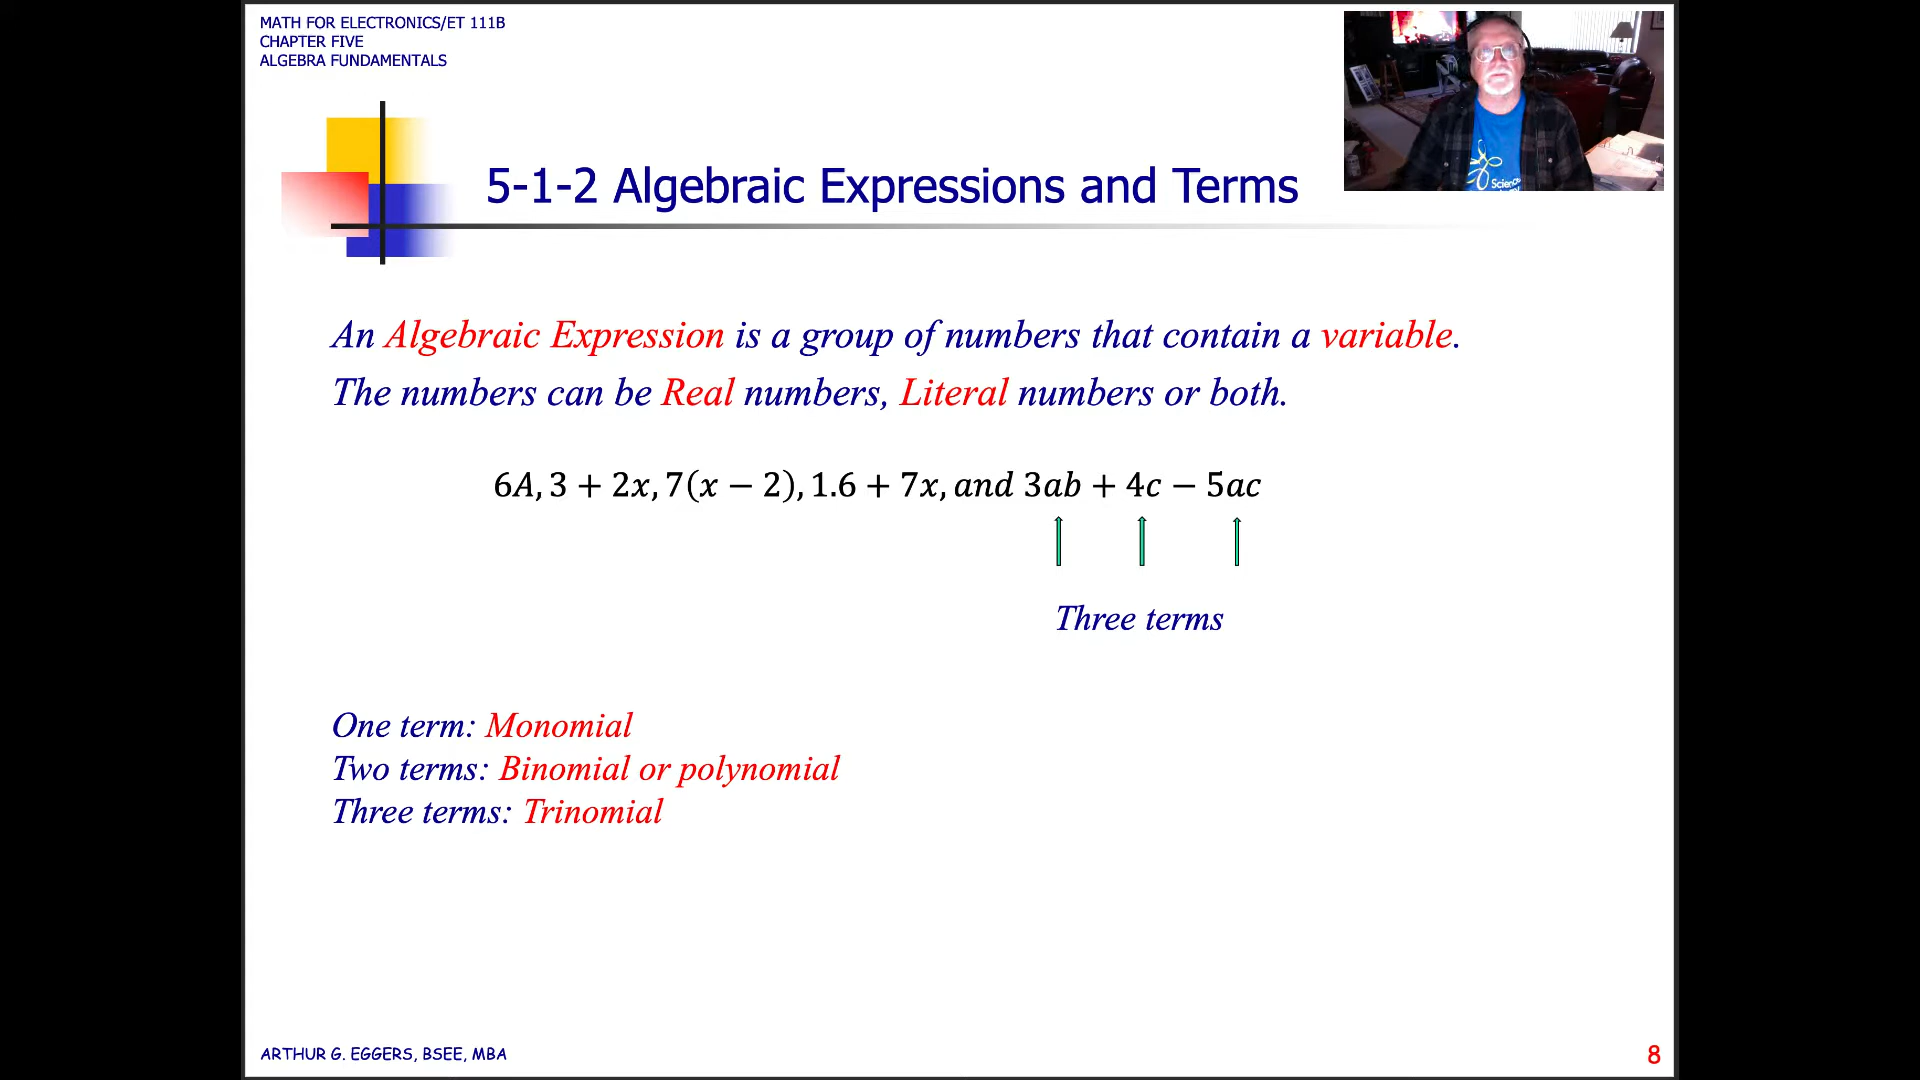 MATH FOR ELECTRONICS/ET 111B
CHAPTER FIVE
ALGEBRA FUNDAMENTALS
5-1-2 Algebraic Expressions and Terms
Science
An Algebraic Expression is a group of numbers that contain a variable.
The numbers can be Real numbers, Literal numbers or both.
6A, 3 + 2x, 7(x − 2), 1.6 + 7x, and 3ab + 4c − 5ac
Three terms
One term: Monomial
Two terms: Binomial or polynomial
Three terms: Trinomial
ARTHUR G. EGGERS, BSEE, MBA
8